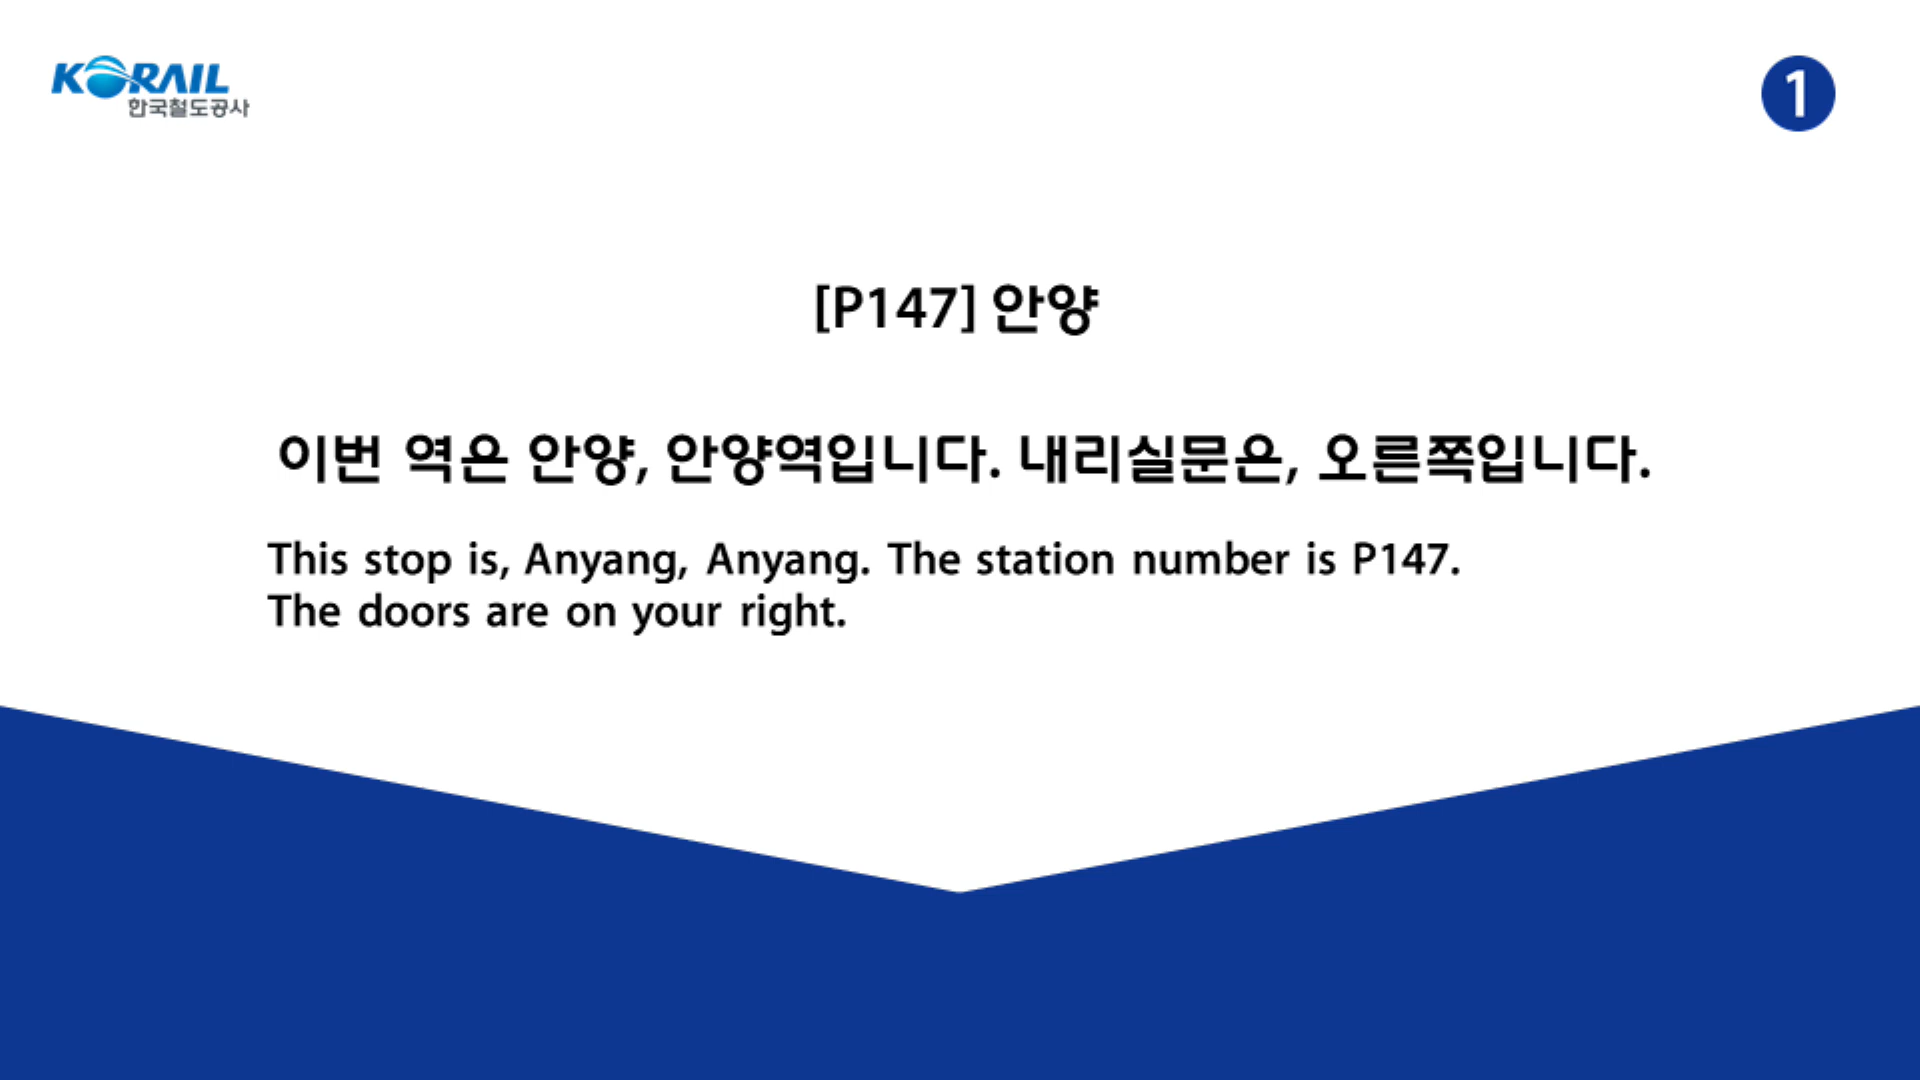 KORAIL
한국철도공사
1
[P147] 안양
이번 역은 안양, 안양역입니다. 내리실문은, 오른쪽입니다.
This stop is, Anyang, Anyang. The station number is P147.
The doors are on your right.